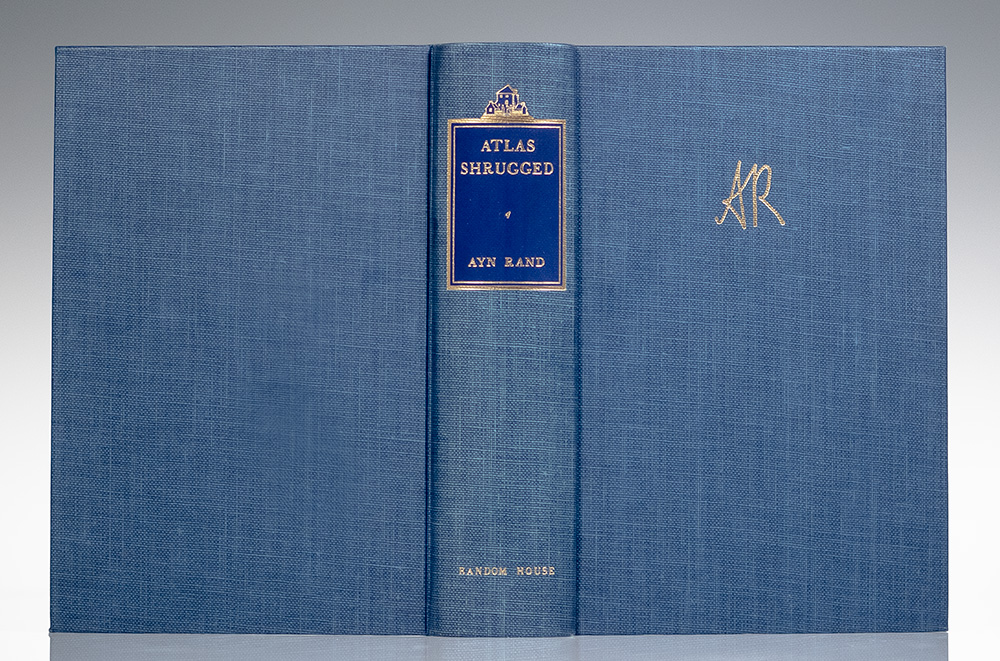 ATLAS
SHRUGGED
AYN RAND
RANDOM HOUSE
AR